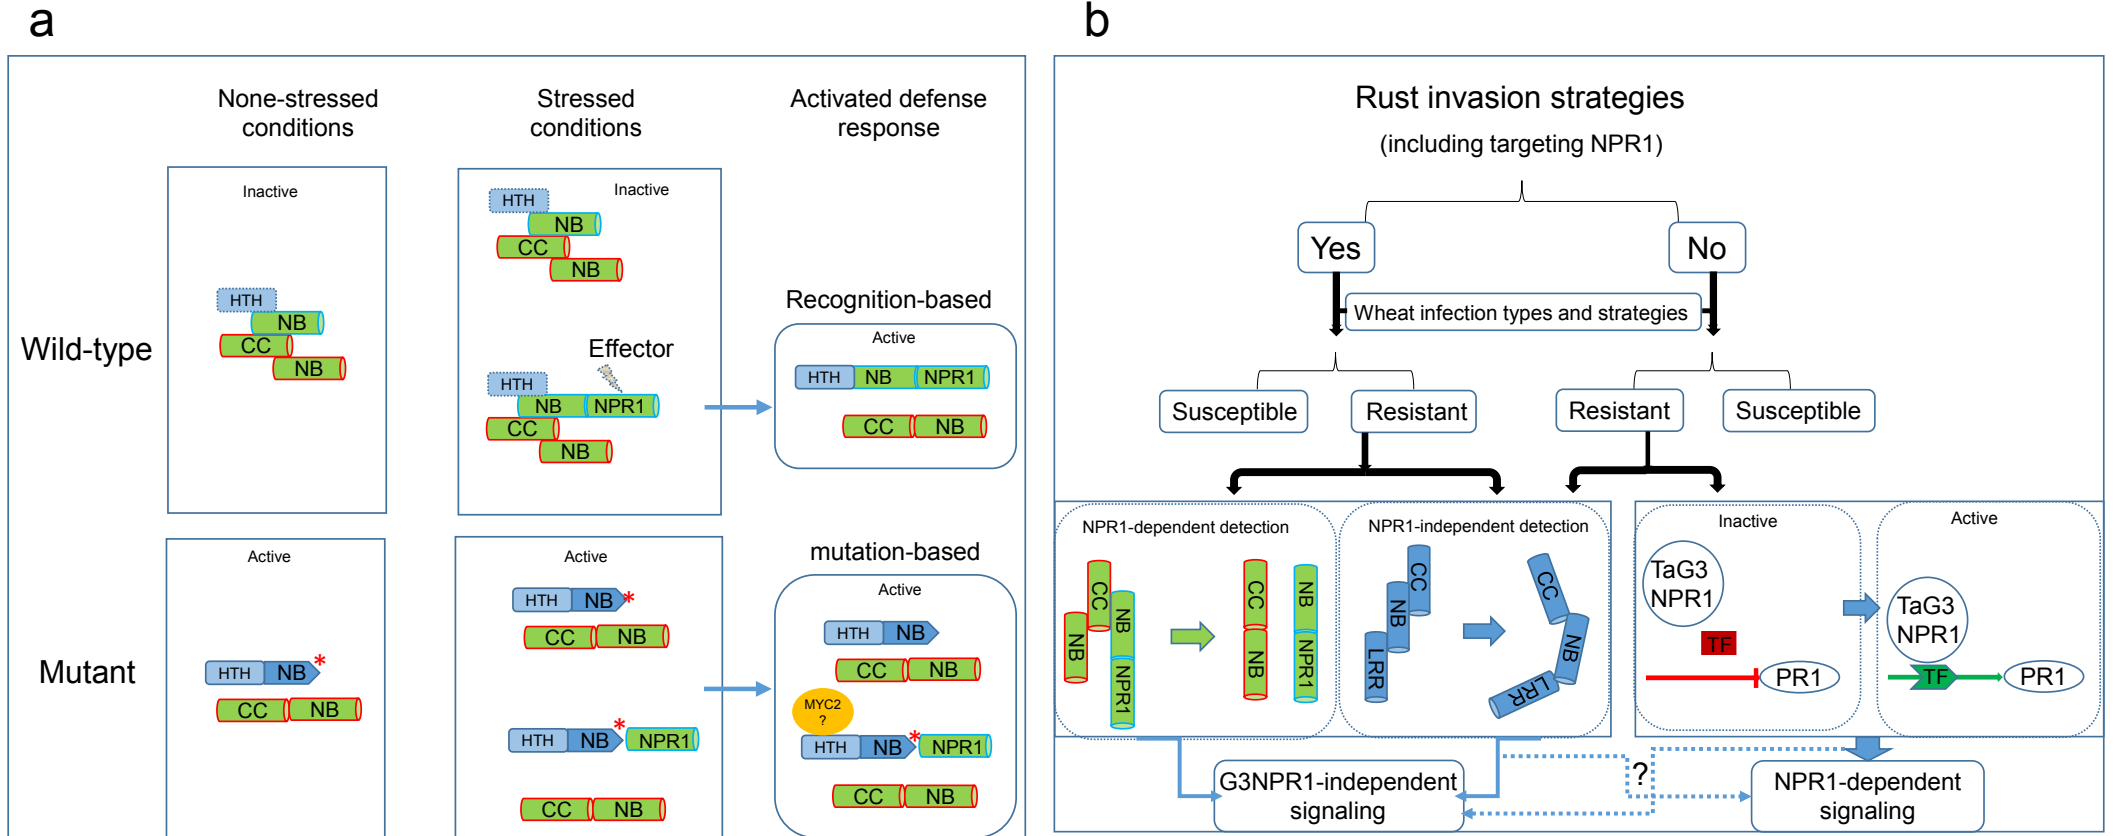 a
None-stressed
conditions
Stressed
conditions
Activated defense
response
Wild-type
Inactive
HTH
NB
CC
NB
Inactive
HTH
NB
CC
NB
Effector
HTH
NB NPR1
CC
NB
Recognition-based
Active
HTH NB NPR1
CC NB
Mutant
Active
HTH NB *
CC NB
Active
HTH NB *
CC NB
HTH NB * NPR1
CC NB
mutation-based
Active
HTH NB
CC NB
MYC2
?
HTH NB * NPR1
CC NB
b
Rust invasion strategies
(including targeting NPR1)
Yes
No
Wheat infection types and strategies
Susceptible
Resistant
Resistant
Susceptible
NPR1-dependent detection
CC
NB
NB
NPR1
CC
NB
NB
NPR1
NPR1-independent detection
CC
NB
LRR
CC
NB
LRR
Inactive
TaG3
NPR1
TF
PR1
Active
TaG3
NPR1
TF
PR1
G3NPR1-independent
signaling
?
NPR1-dependent
signaling